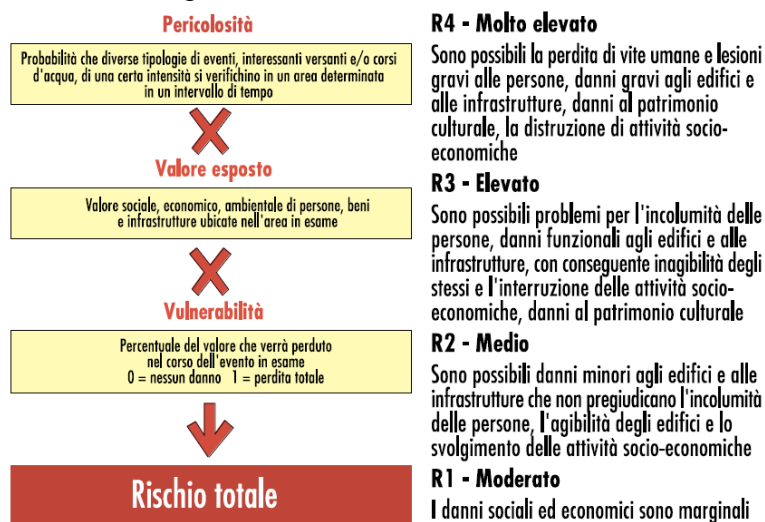 Pericolosità
Probabilità che diverse tipologie di eventi, interessanti versanti e/o corsi
d'acqua, di una certa intensità si verifichino in un area determinata
in un intervallo di tempo
Valore esposto
Valore sociale, economico, ambientale di persone, beni
e infrastrutture ubicate nell'area in esame
Vulnerabilità
Percentuale del valore che verrà perduto
nel corso dell'evento in esame
0 = nessun danno 1 = perdita totale
Rischio totale
R4 - Molto elevato
Sono possibili la perdita di vite umane e lesioni
gravi alle persone, danni gravi agli edifici e
alle infrastrutture, danni al patrimonio
culturale, la distruzione di attività socio-
economiche
R3 - Elevato
Sono possibili problemi per l'incolumità delle
persone, danni funzionali agli edifici e alle
infrastrutture, con conseguente inagibilità degli
stessi e l'interruzione delle attività socio-
economiche, danni al patrimonio culturale
R2 - Medio
Sono possibili danni minori agli edifici e alle
infrastrutture che non pregiudicano l'incolumità
delle persone, l'agibilità degli edifici e lo
svolgimento delle attività socio-economiche
R1 - Moderato
I danni sociali ed economici sono marginali